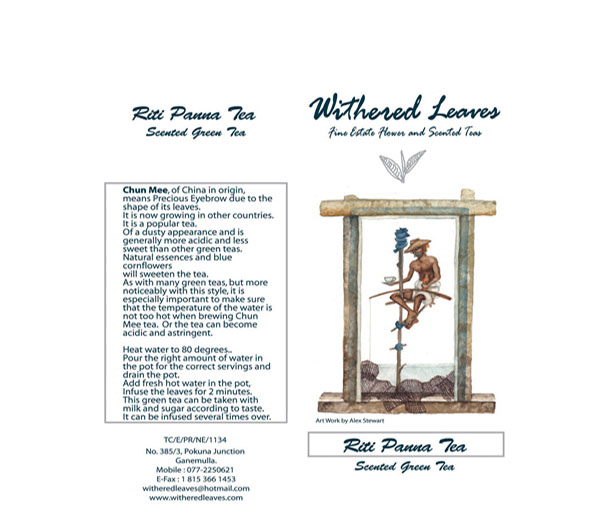 Riti Panna Tea
Scented Green Tea
Chun Mee, of China in origin,
means Precious Eyebrow due to the
shape of its leaves.
It is now growing in other countries.
It is a popular tea.
Of a dusty appearance and is
generally more acidic and less
sweet than other green teas.
Natural essences and blue
cornflowers
will sweeten the tea.
As with many green teas, but more
noticeably with this style, it is
especially important to make sure
that the temperature of the water is
not too hot when brewing Chun
Mee tea. Or the tea can become
acidic and astringent.
Heat water to 80 degrees..
Pour the right amount of water in
the pot for the correct servings and
drain the pot.
Add fresh hot water in the pot,
Infuse the leaves for 2 minutes.
This green tea can be taken with
milk and sugar according to taste.
It can be infused several times over.
TC/E/PR/NE/1134
No. 385/3, Pokuna Junction
Ganemulla.
Mobile : 077-2250621
E-Fax : 1 815 366 1453
witheredleaves@hotmail.com
www.witheredleaves.com
Withered Leaves
Fine Estate Flower and Scented Teas
Art Work by Alex Stewart
Riti Panna Tea
Scented Green Tea